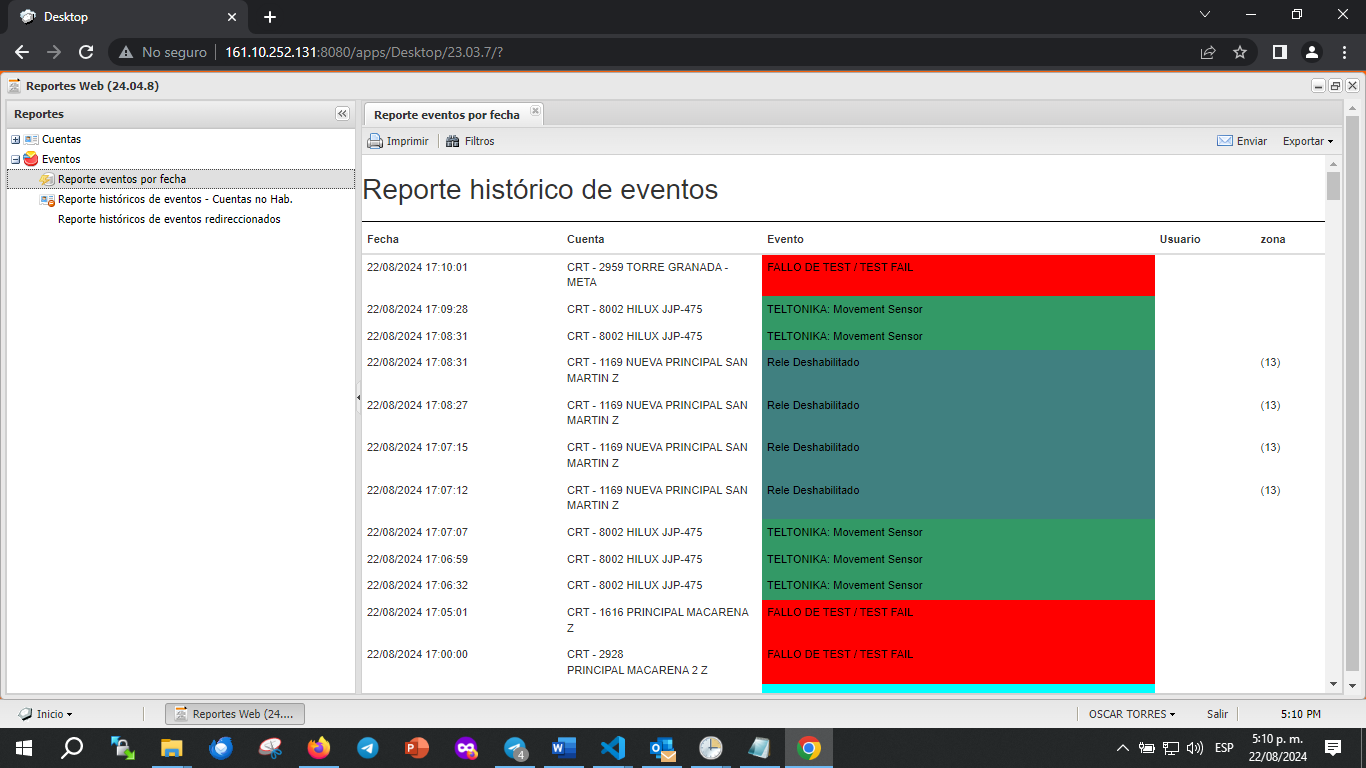 Desktop
No seguro
161.10.252.131:8080/apps/Desktop/23.03.7/?
Reportes Web (24.04.8)
Reportes
Cuentas
Eventos
Reporte eventos por fecha
Reporte históricos de eventos - Cuentas no Hab.
Reporte históricos de eventos redireccionados
Reporte eventos por fecha
Imprimir Filtros Enviar Exportar
Reporte histórico de eventos
Fecha Cuenta Evento Usuario zona
22/08/2024 17:10:01 CRT - 2959 TORRE GRANADA - FALLO DE TEST / TEST FAIL
META
22/08/2024 17:09:28 CRT - 8002 HILUX JJP-475 TELTONIKA: Movement Sensor
22/08/2024 17:08:31 CRT - 8002 HILUX JJP-475 TELTONIKA: Movement Sensor
22/08/2024 17:08:31 CRT - 1169 NUEVA PRINCIPAL SAN Rele Deshabilitado (13)
MARTIN Z
22/08/2024 17:08:27 CRT - 1169 NUEVA PRINCIPAL SAN Rele Deshabilitado (13)
MARTIN Z
22/08/2024 17:07:15 CRT - 1169 NUEVA PRINCIPAL SAN Rele Deshabilitado (13)
MARTIN Z
22/08/2024 17:07:12 CRT - 1169 NUEVA PRINCIPAL SAN Rele Deshabilitado (13)
MARTIN Z
22/08/2024 17:07:07 CRT - 8002 HILUX JJP-475 TELTONIKA: Movement Sensor
22/08/2024 17:06:59 CRT - 8002 HILUX JJP-475 TELTONIKA: Movement Sensor
22/08/2024 17:06:32 CRT - 8002 HILUX JJP-475 TELTONIKA: Movement Sensor
22/08/2024 17:05:01 CRT - 1616 PRINCIPAL MACARENA FALLO DE TEST / TEST FAIL
Z
22/08/2024 17:00:00 CRT - 2928 FALLO DE TEST / TEST FAIL
PRINCIPAL MACARENA 2 Z
Inicio Reportes Web (24.... OSCAR TORRES Salir 5:10 PM
4
ESP
5:10 p. m.
22/08/2024